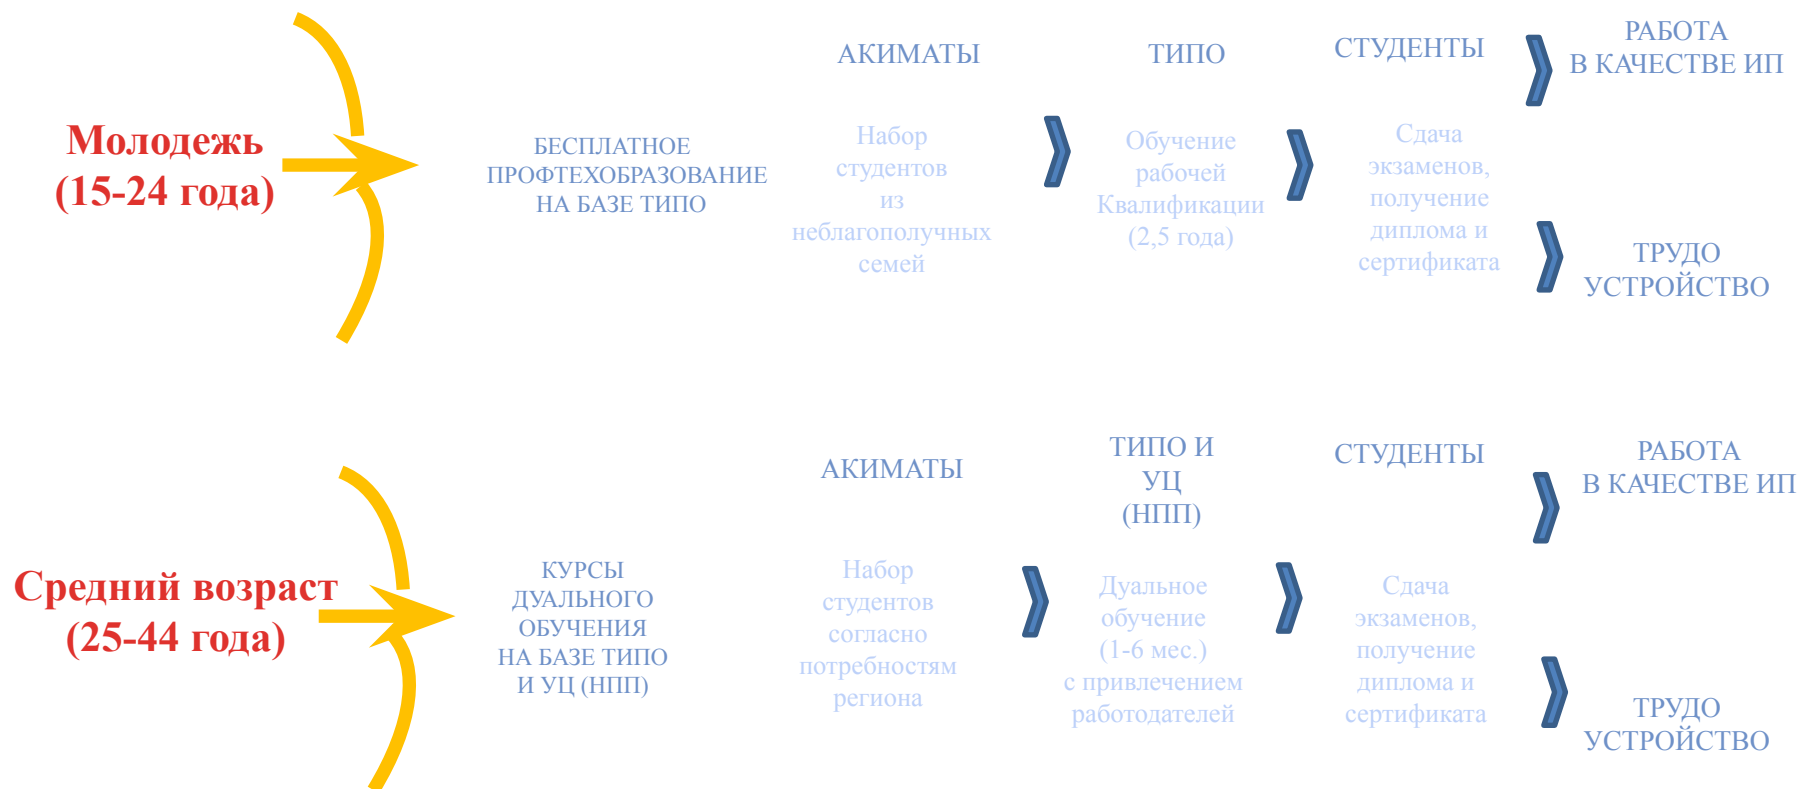 Молодежь
(15-24 года)
БЕСПЛАТНОЕ
ПРОФТЕХОБРАЗОВАНИЕ
НА БАЗЕ ТИПО
АКИМАТЫ
Набор
студентов
из
неблагополучных
семей
ТИПО
Обучение
рабочей
Квалификации
(2,5 года)
СТУДЕНТЫ
Сдача
экзаменов,
получение
диплома и
сертификата
РАБОТА
В КАЧЕСТВЕ ИП
ТРУДО
УСТРОЙСТВО
Средний возраст
(25-44 года)
КУРСЫ
ДУАЛЬНОГО
ОБУЧЕНИЯ
НА БАЗЕ ТИПО
И УЦ (НПП)
АКИМАТЫ
Набор
студентов
согласно
потребностям
региона
ТИПО И
УЦ
(НПП)
Дуальное
обучение
(1-6 мес.)
с привлечением
работодателей
СТУДЕНТЫ
Сдача
экзаменов,
получение
диплома и
сертификата
РАБОТА
В КАЧЕСТВЕ ИП
ТРУДО
УСТРОЙСТВО